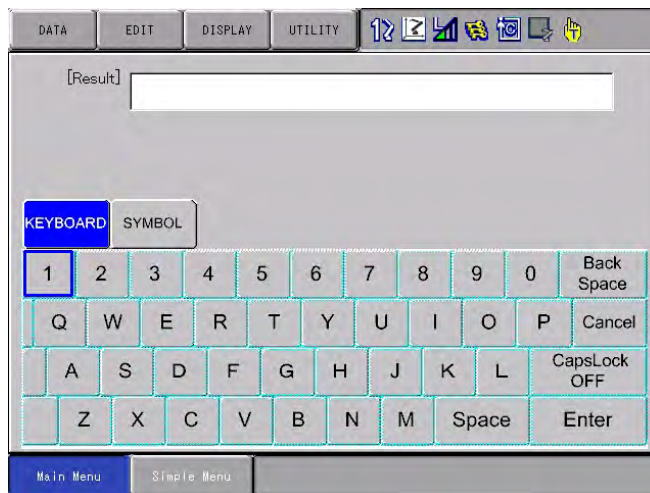 DATA EDIT DISPLAY UTILITY
[Result]
KEYBOARD SYMBOL
1 2 3 4 5 6 7 8 9 0 Back Space
Q W E R T Y U I O P Cancel
A S D F G H J K L CapsLock OFF
Z X C V B N M Space Enter
Main Menu Simple Menu